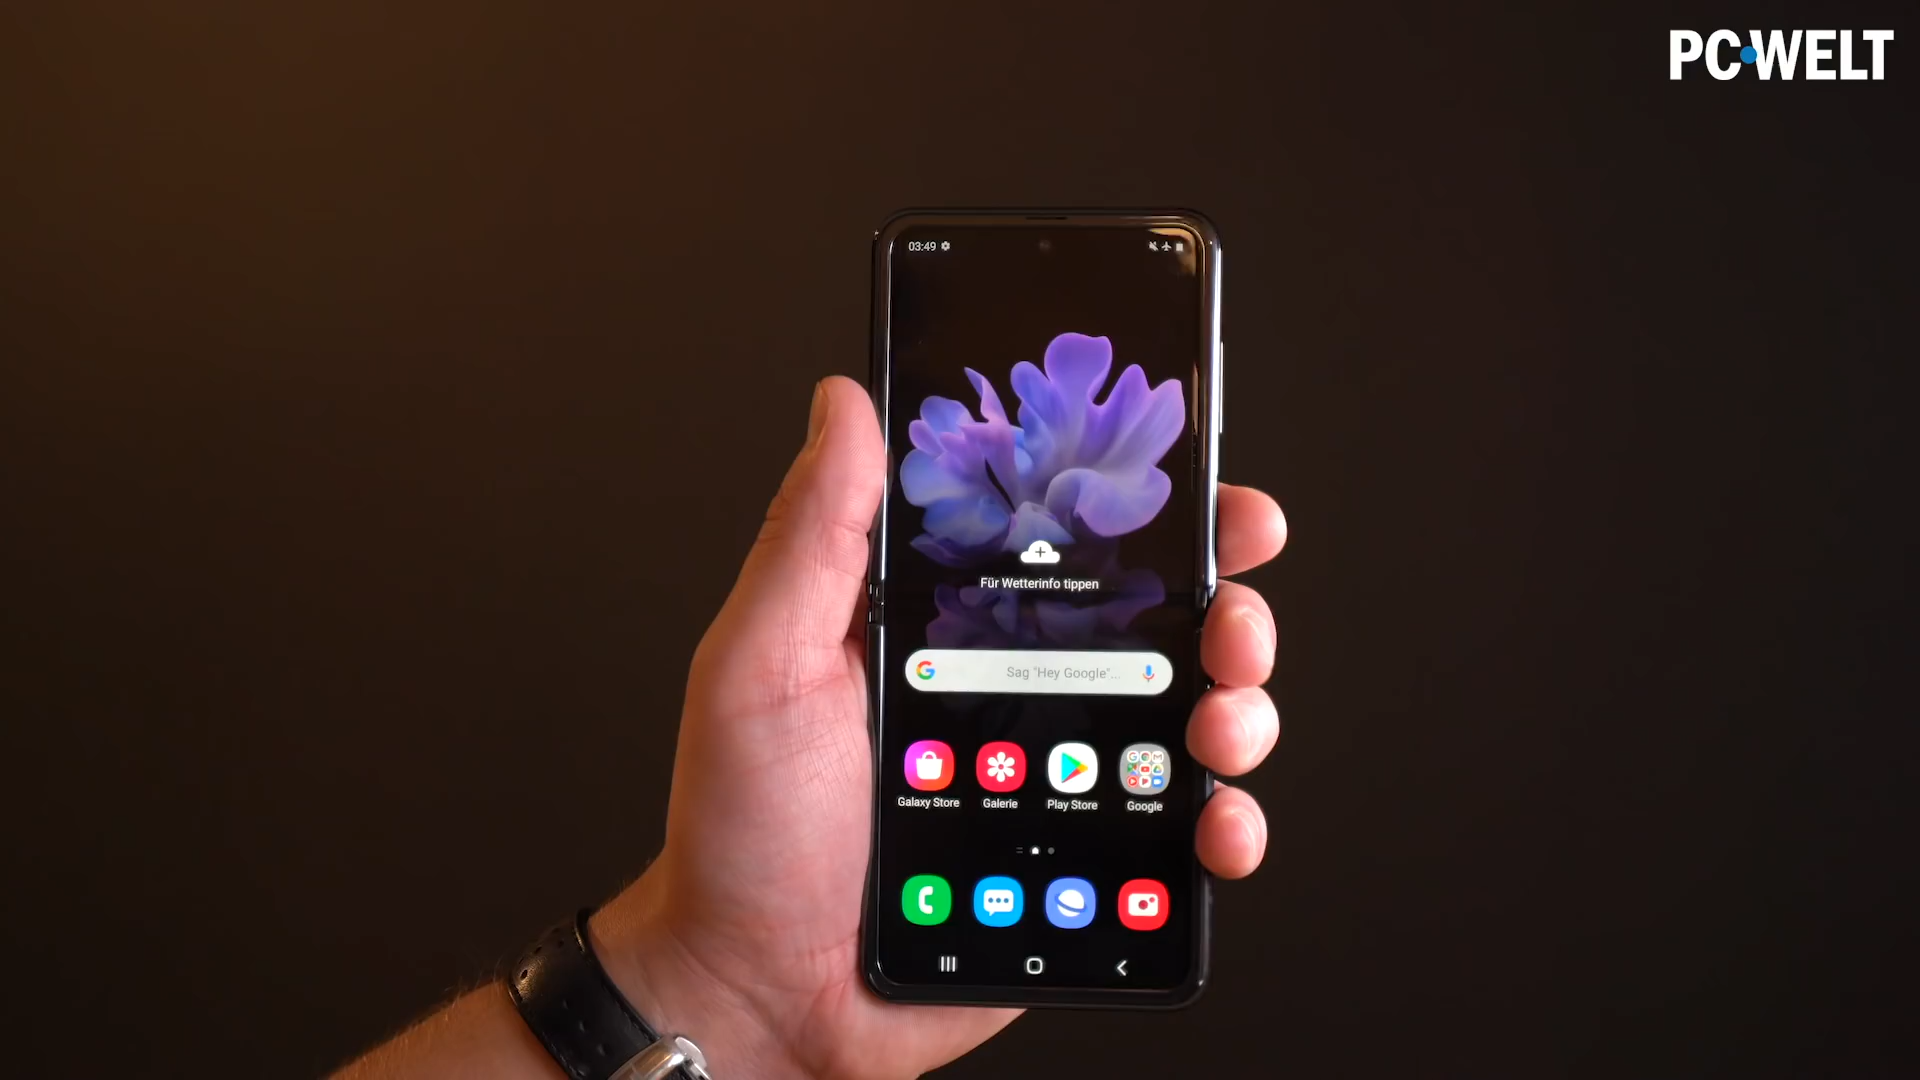 PC WELT
03:49
Für Wetterinfo tippen
Sag "Hey Google"...
Galaxy Store
Galerie
Play Store
Google